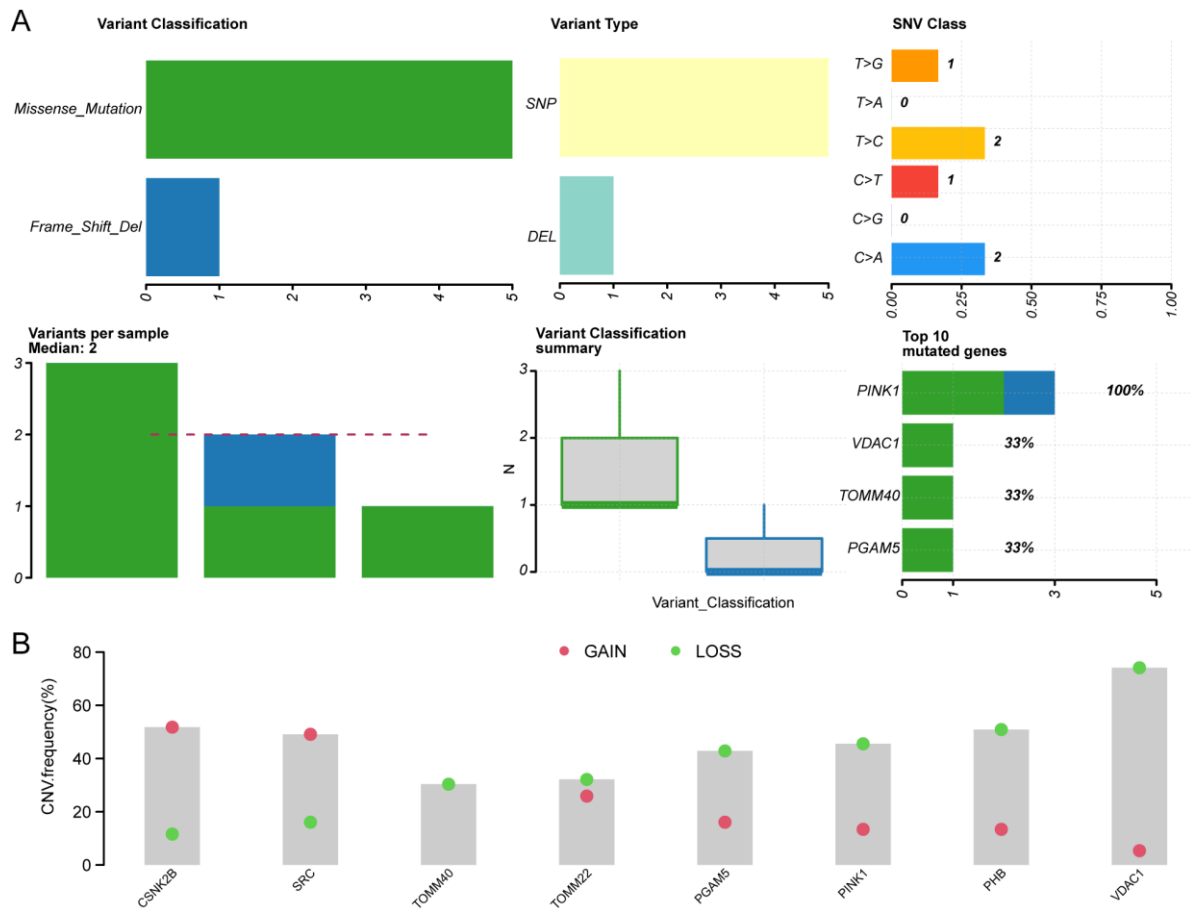 A
Variant Classification
Missense_Mutation
Frame_Shift_Del
0 1 2 3 4 5
Variant Type
SNP
DEL
0 1 2 3 4 5
SNV Class
T>G 1
T>A 0
T>C 2
C>T 1
C>G 0
C>A 2
0.00 0.25 0.50 0.75 1.00
Variants per sample
Median: 2
3
2
1
0
Variant Classification
summary
N
3
2
1
0
Variant_Classification
Top 10
mutated genes
PINK1 100%
VDAC1 33%
TOMM40 33%
PGAM5 33%
0 1 3 5
B
GAIN LOSS
CNV.frequency(%)
80
60
40
20
0
CSNK2B SRC TOMM40 TOMM22 PGAM5 PINK1 PHB VDAC1